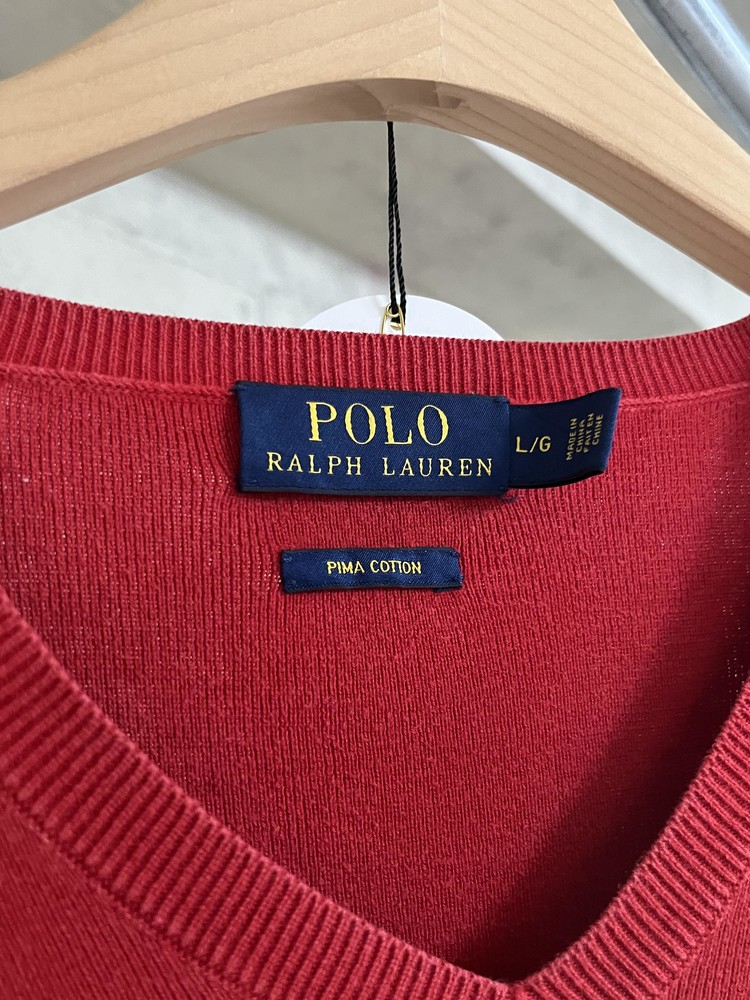 POLO
RALPH LAUREN
L/G
MADE IN
CHINA
FAIT EN
CHINE
PIMA COTTON